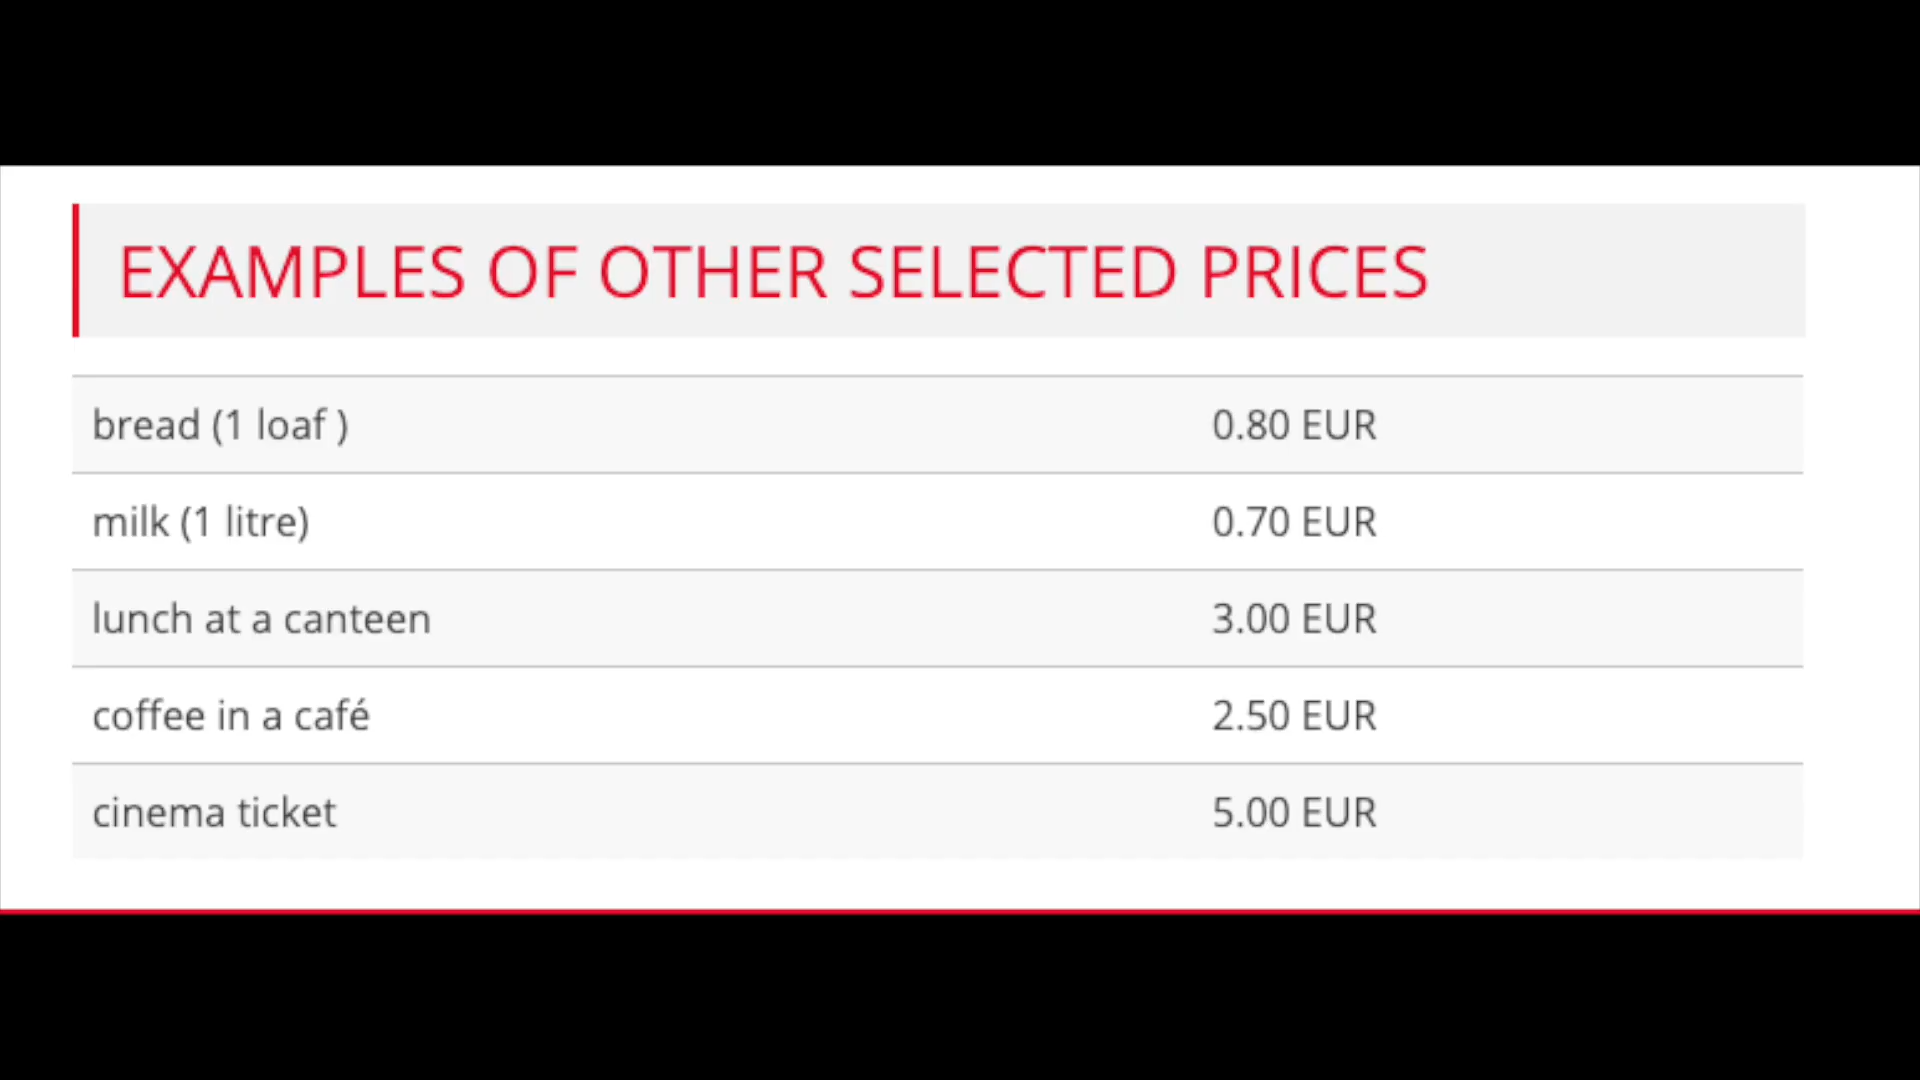 EXAMPLES OF OTHER SELECTED PRICES
bread (1 loaf ) 0.80 EUR
milk (1 litre) 0.70 EUR
lunch at a canteen 3.00 EUR
coffee in a café 2.50 EUR
cinema ticket 5.00 EUR